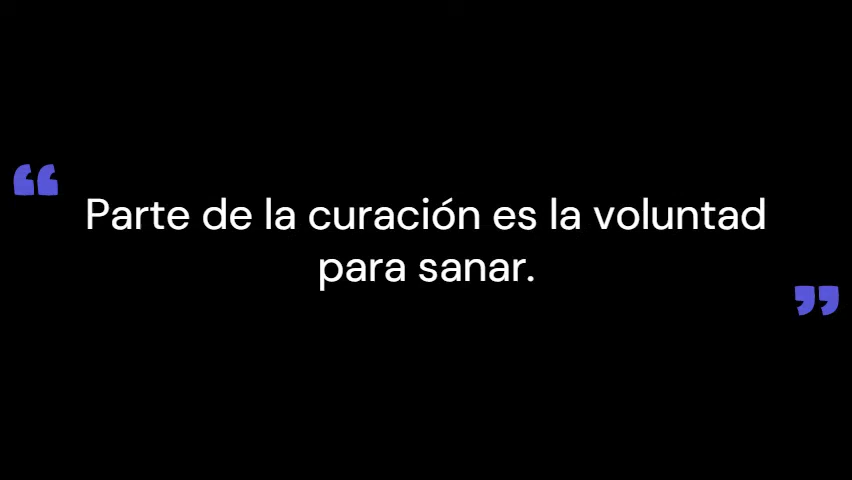 “
Parte de la curación es la voluntad
para sanar.
”